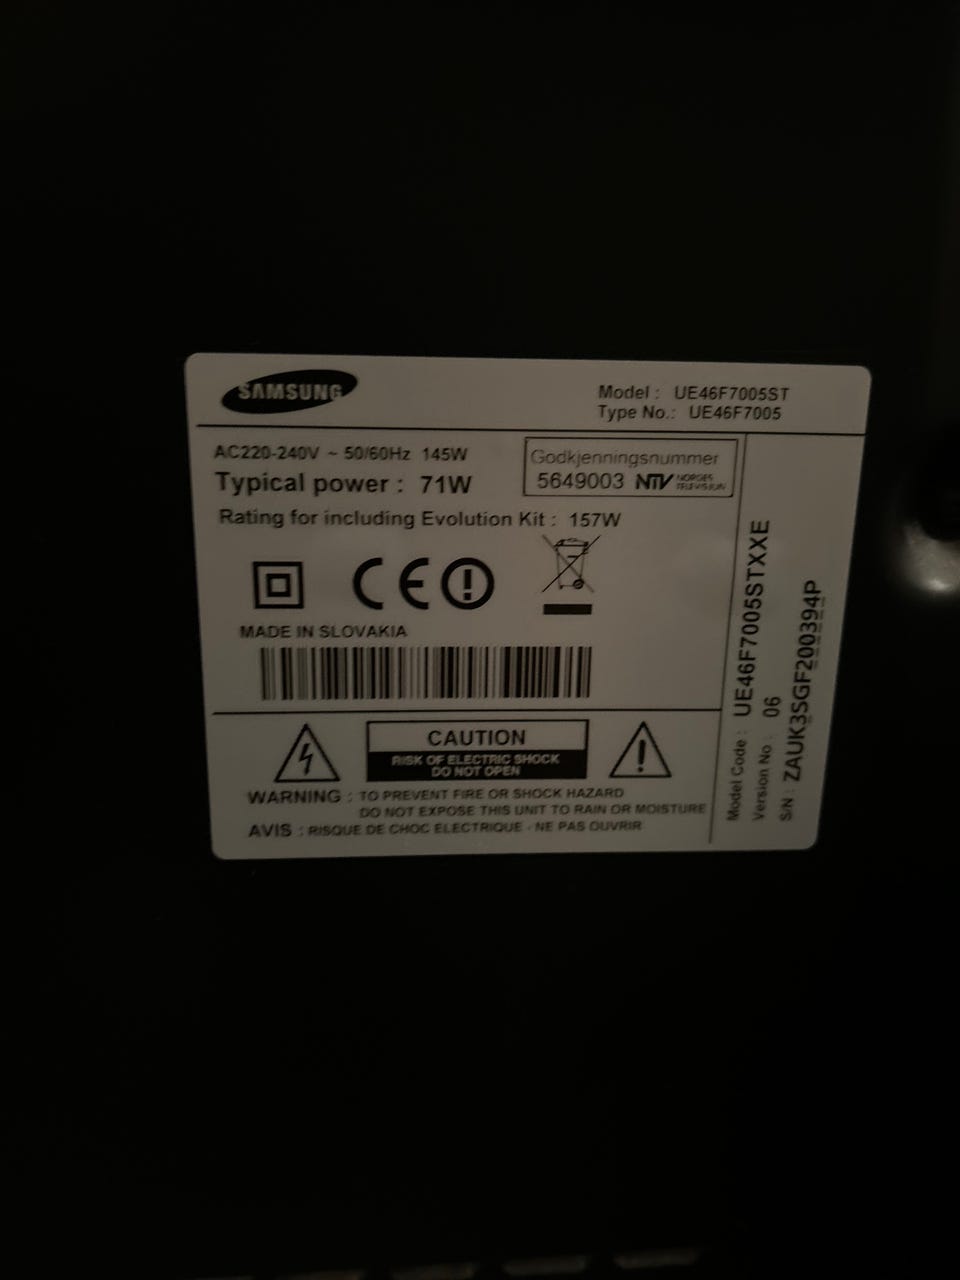 SAMSUNG
Model : UE46F7005ST
Type No.: UE46F7005
AC220-240V ~ 50/60Hz 145W
Typical power : 71W
Rating for including Evolution Kit : 157W
Godkjenningsnummer
5649003 NTV NORGES TELEVISJON
CE
MADE IN SLOVAKIA
CAUTION
RISK OF ELECTRIC SHOCK
DO NOT OPEN
WARNING : TO PREVENT FIRE OR SHOCK HAZARD
DO NOT EXPOSE THIS UNIT TO RAIN OR MOISTURE
AVIS : RISQUE DE CHOC ELECTRIQUE - NE PAS OUVRIR
Model Code : UE46F7005STXXE
Version No : 06
S/N : ZAUK3SGF200394P